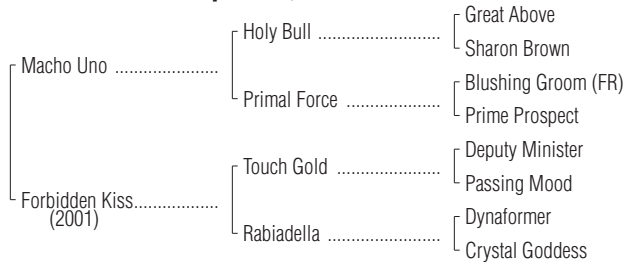 Great Above
Holy Bull ....................
Sharon Brown
Macho Uno .................
Blushing Groom (FR)
Primal Force ................
Prime Prospect
Deputy Minister
Touch Gold .................
Passing Mood
Forbidden Kiss..............
(2001)
Dynaformer
Rabiadella ..................
Crystal Goddess